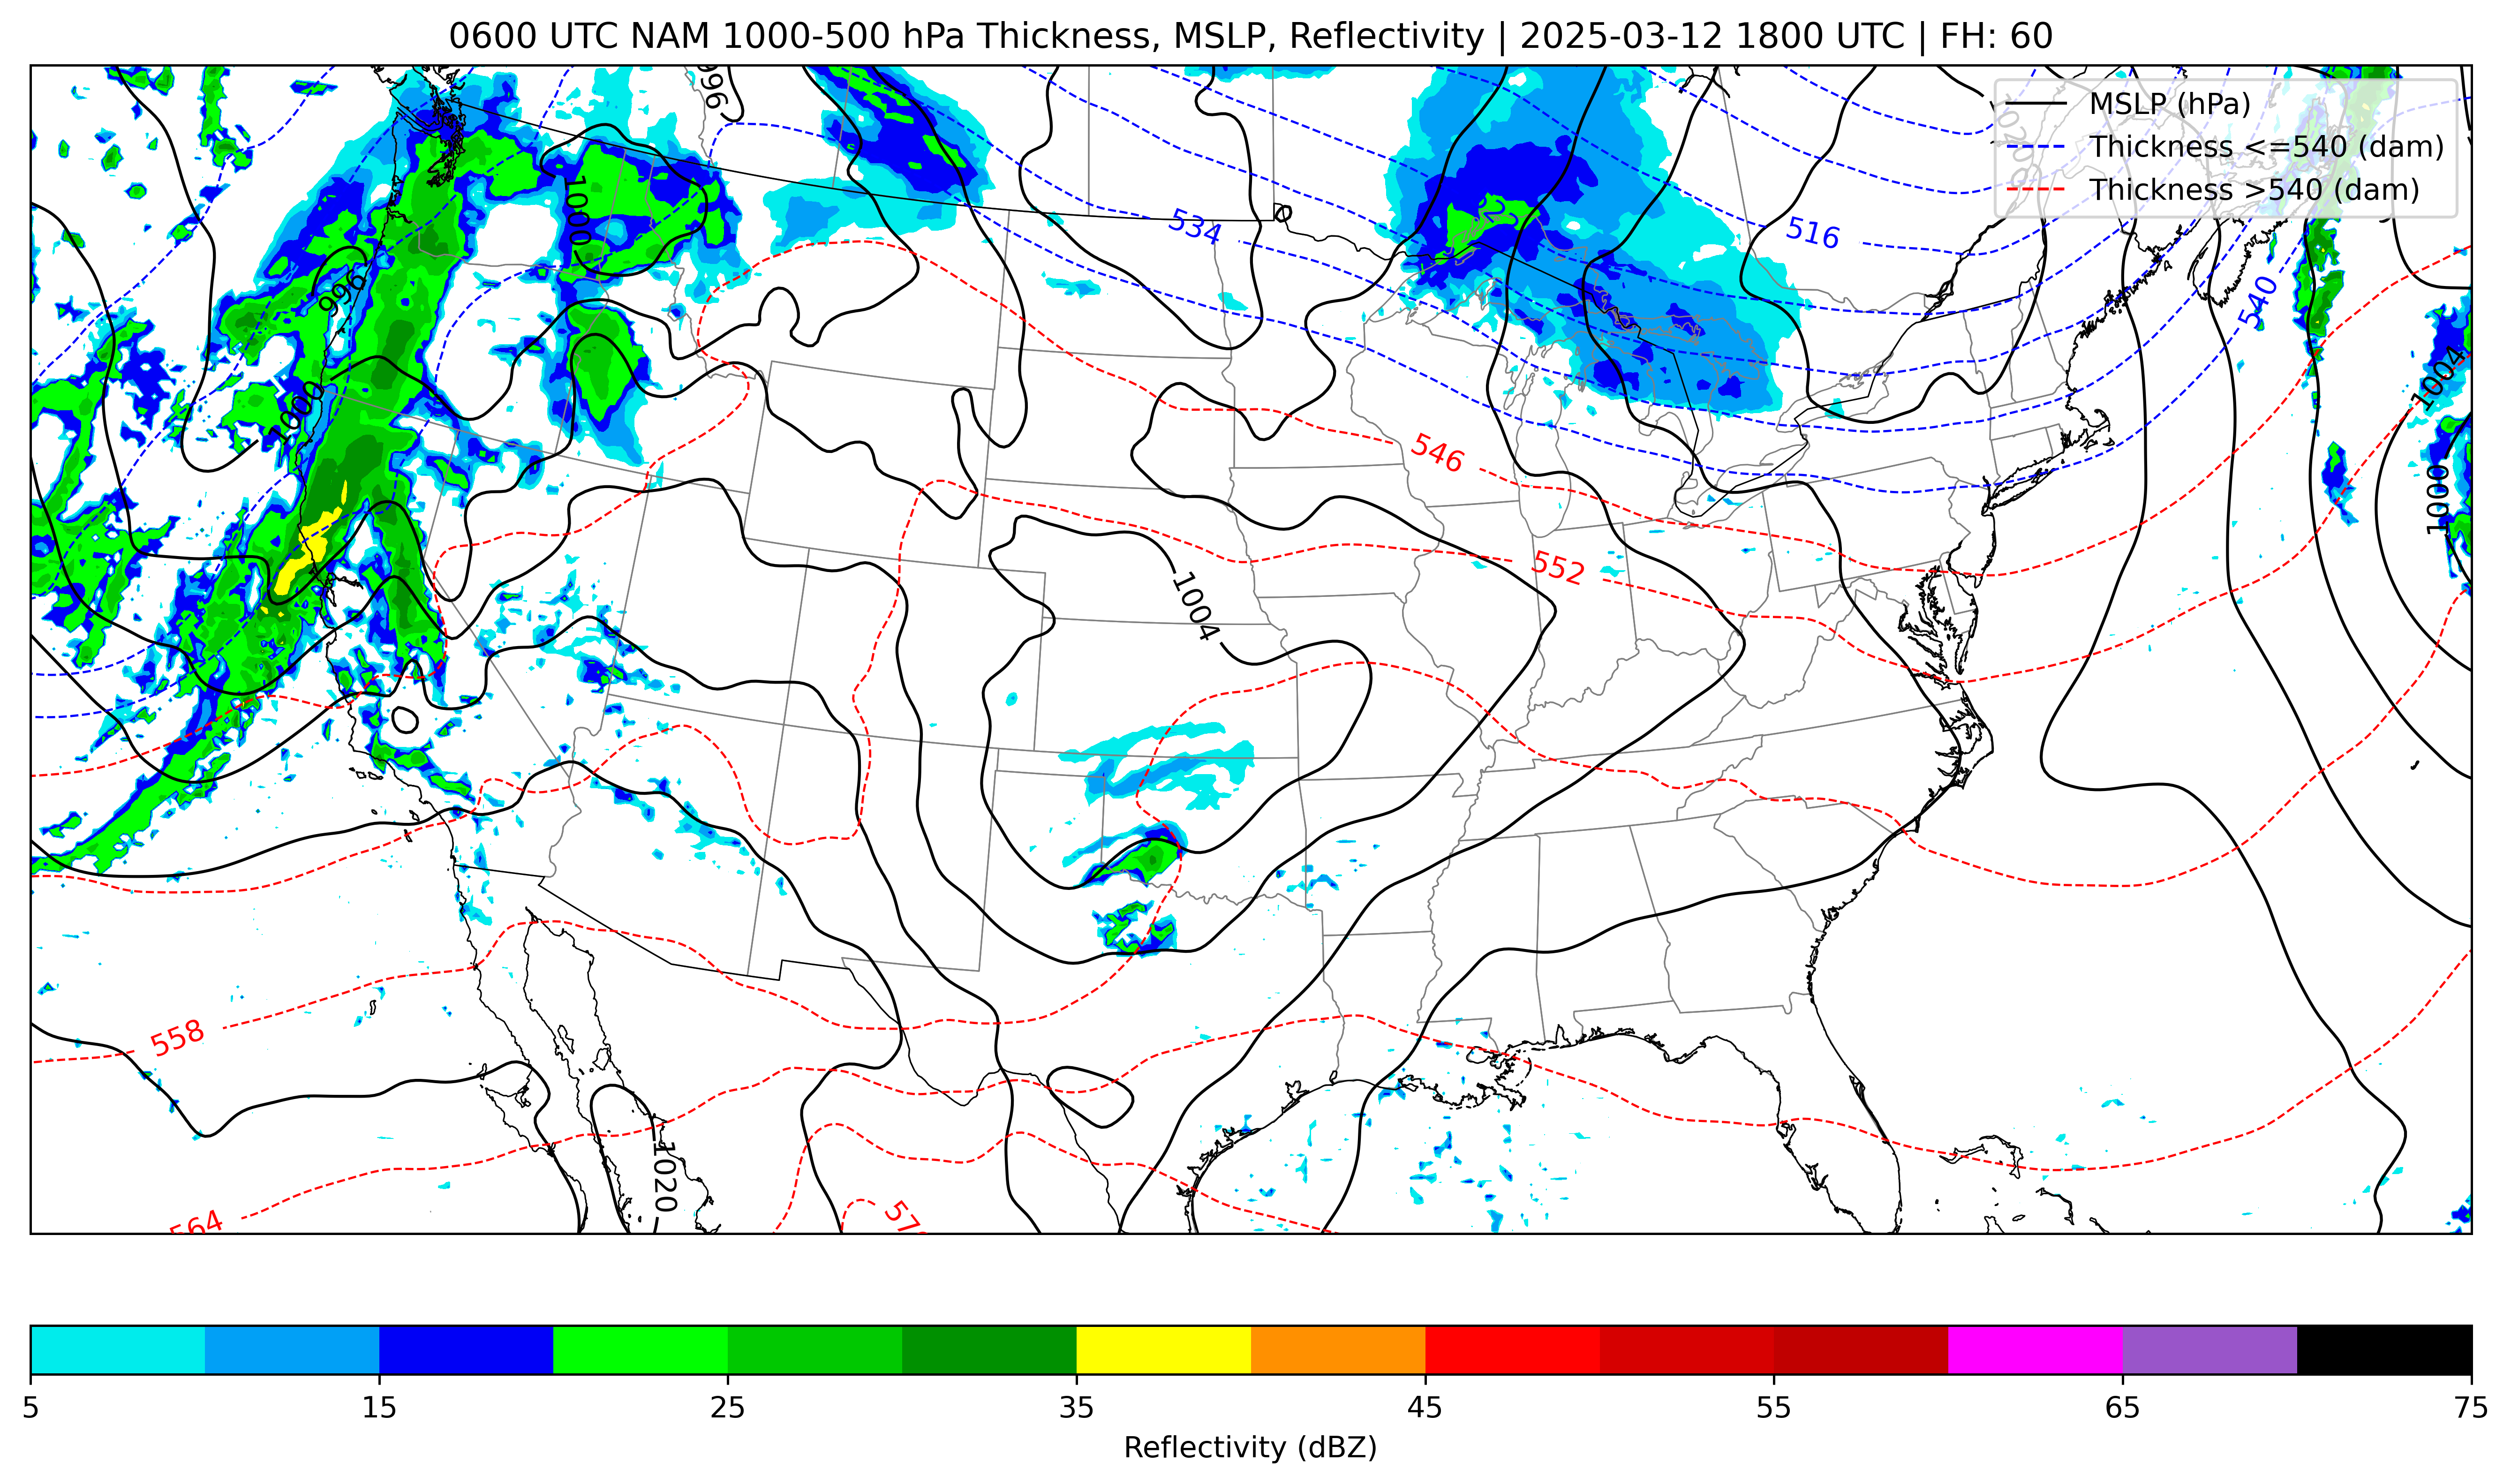 0600 UTC NAM 1000-500 hPa Thickness, MSLP, Reflectivity | 2025-03-12 1800 UTC | FH: 60
MSLP (hPa)
Thickness <=540 (dam)
Thickness >540 (dam)
996
1000
1020
534
516
540
996
1004
1000
546
1000
552
1004
558
1020
564
5 15 25 35 45 55 65 75
Reflectivity (dBZ)